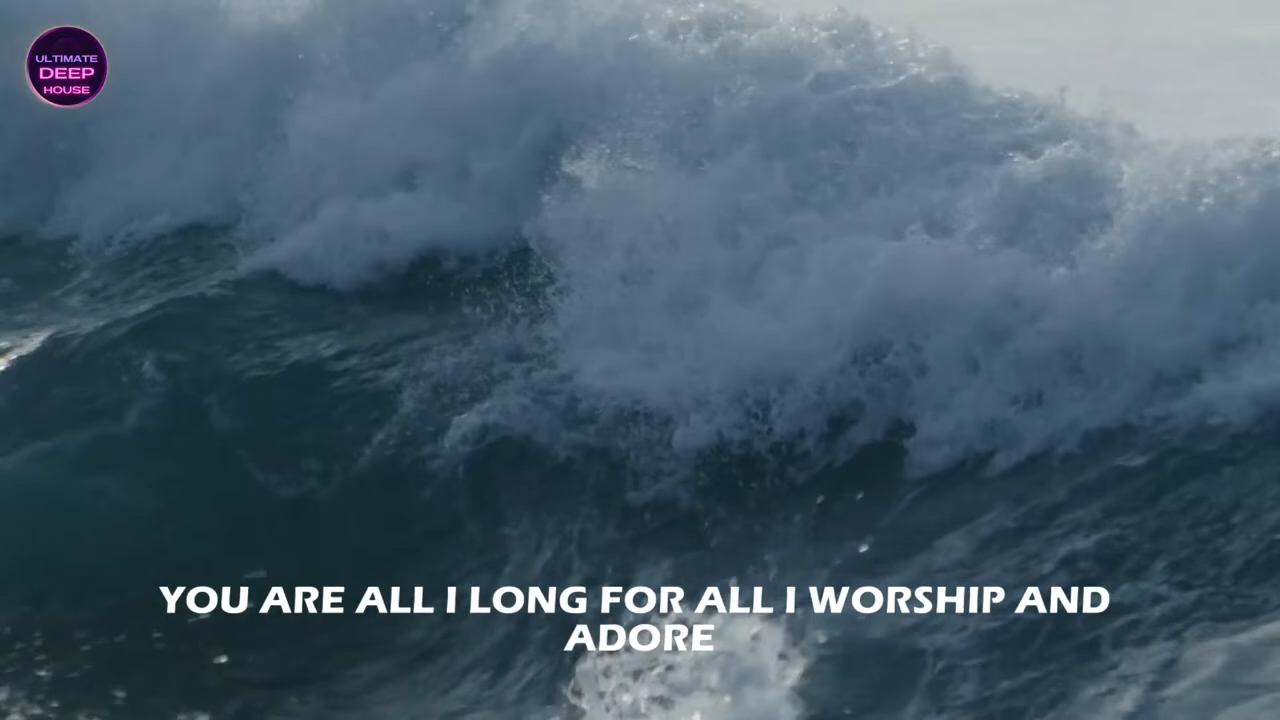 ULTIMATE
DEEP
HOUSE
YOU ARE ALL I LONG FOR ALL I WORSHIP AND
ADORE